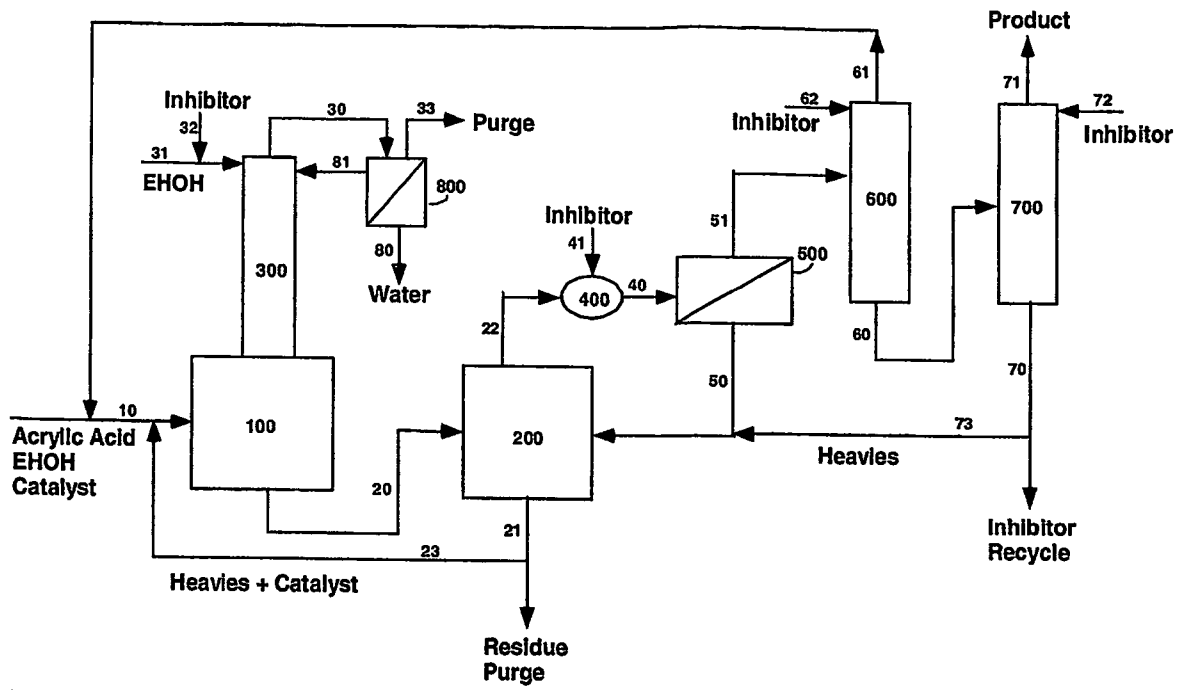 Product
61
71
Inhibitor
30
33
62
72
32
Purge
Inhibitor
Inhibitor
31
81
EHOH
800
600
700
Inhibitor
51
80
41
500
300
Water
400
40
22
60
50
70
10
100
200
73
Acrylic Acid
EHOH
Catalyst
Heavies
20
21
Inhibitor
Recycle
23
Heavies + Catalyst
Residue
Purge